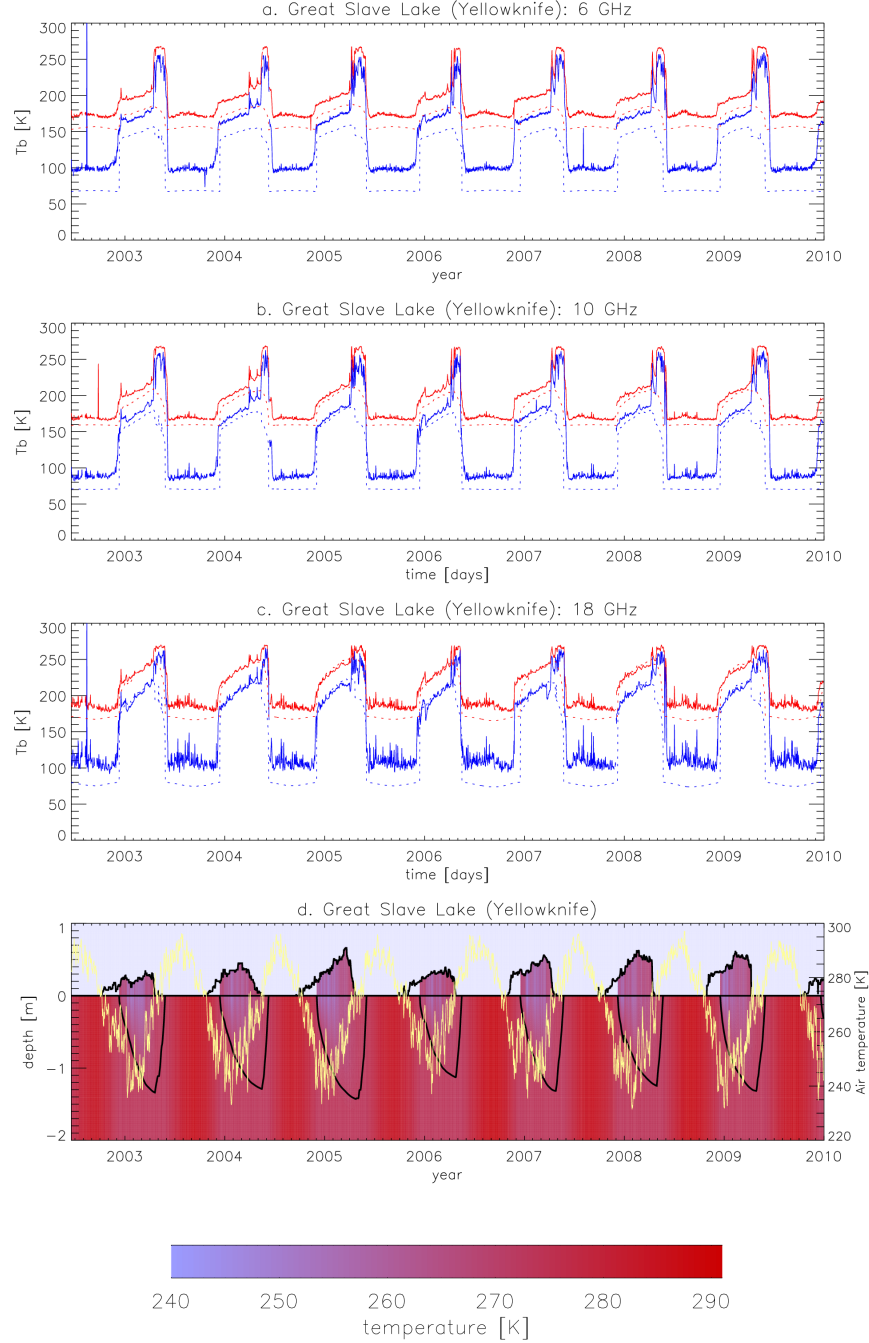 a. Great Slave Lake (Yellowknife): 6 GHz
300
250
200
150
100
50
0
Tb [K]
2003 2004 2005 2006 2007 2008 2009 2010
year
b. Great Slave Lake (Yellowknife): 10 GHz
300
250
200
150
100
50
0
Tb [K]
2003 2004 2005 2006 2007 2008 2009 2010
time [days]
c. Great Slave Lake (Yellowknife): 18 GHz
300
250
200
150
100
50
0
Tb [K]
2003 2004 2005 2006 2007 2008 2009 2010
time [days]
d. Great Slave Lake (Yellowknife)
1
0
-1
-2
depth [m]
300
280
260
240
220
Air temperature [K]
2003 2004 2005 2006 2007 2008 2009 2010
year
240 250 260 270 280 290
temperature [K]